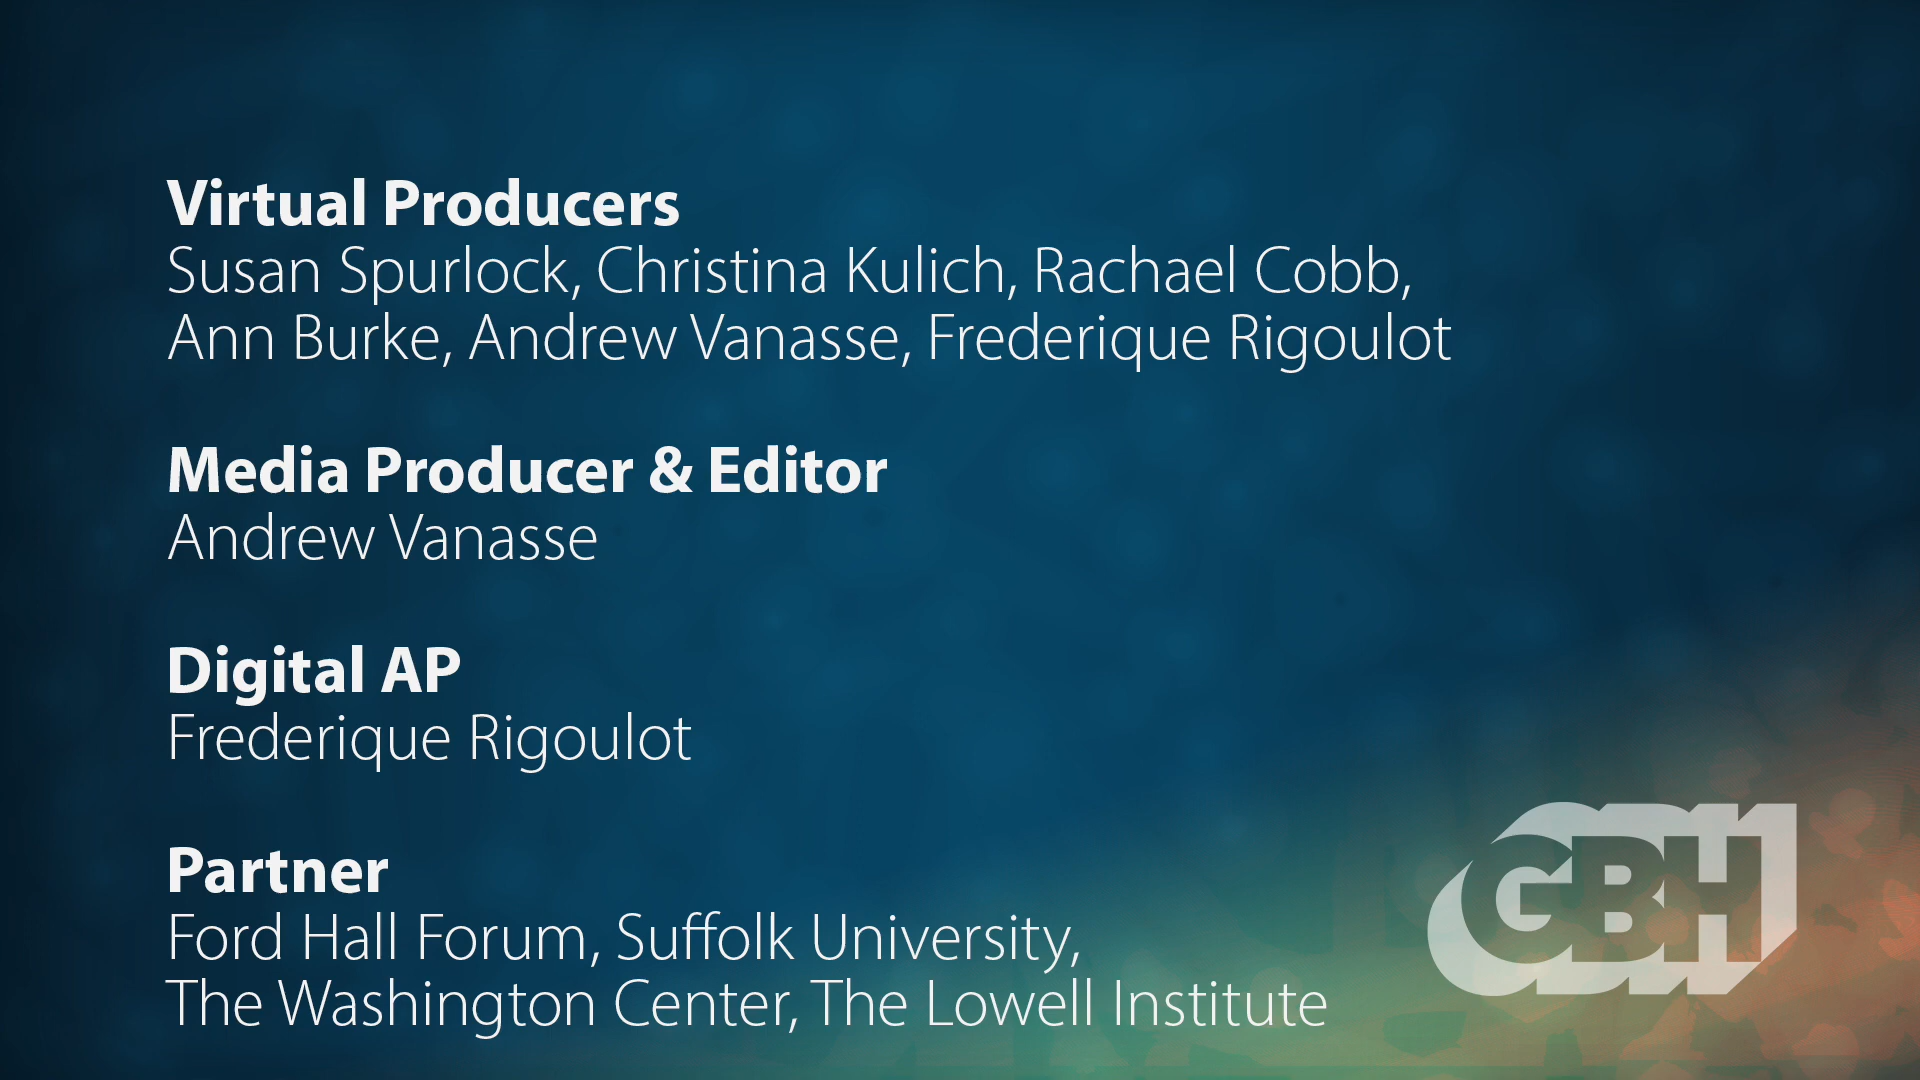 Virtual Producers
Susan Spurlock, Christina Kulich, Rachael Cobb,
Ann Burke, Andrew Vanasse, Frederique Rigoulot
Media Producer & Editor
Andrew Vanasse
Digital AP
Frederique Rigoulot
Partner
Ford Hall Forum, Suffolk University,
The Washington Center, The Lowell Institute
GBH